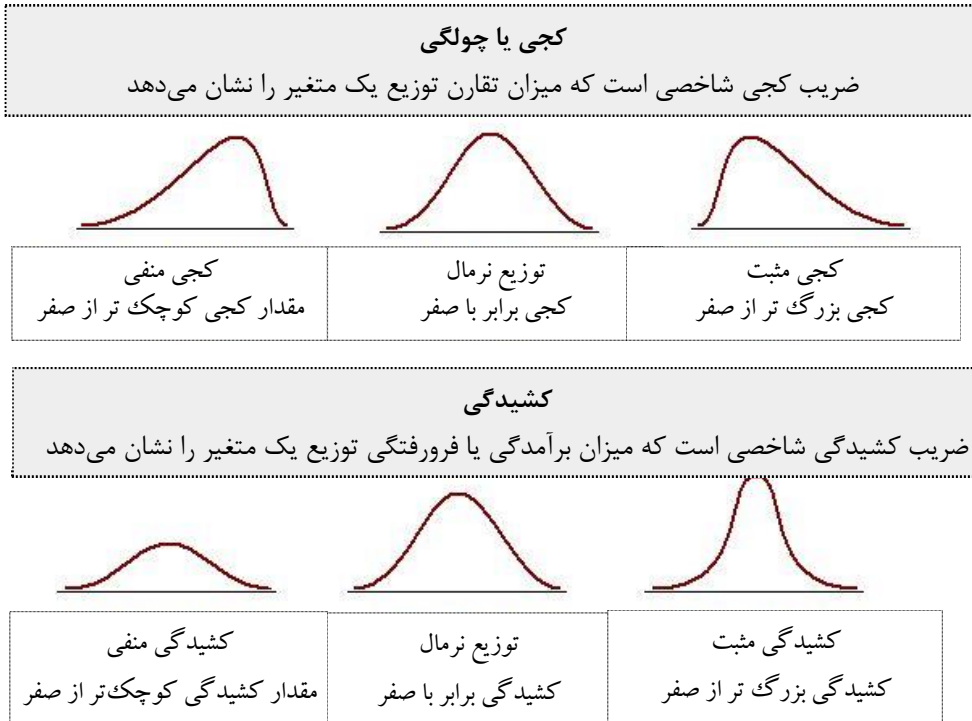 کجی یا چولگی
ضریب کجی شاخصی است که میزان تقارن توزیع یک متغیر را نشان می‌دهد
کجی مثبت
کجی بزرگ تر از صفر
توزیع نرمال
کجی برابر با صفر
کجی منفی
مقدار کجی کوچک تر از صفر
کشیدگی
ضریب کشیدگی شاخصی است که میزان برآمدگی یا فرورفتگی توزیع یک متغیر را نشان می‌دهد
کشیدگی مثبت
کشیدگی بزرگ تر از صفر
توزیع نرمال
کشیدگی برابر با صفر
کشیدگی منفی
مقدار کشیدگی کوچک‌تر از صفر